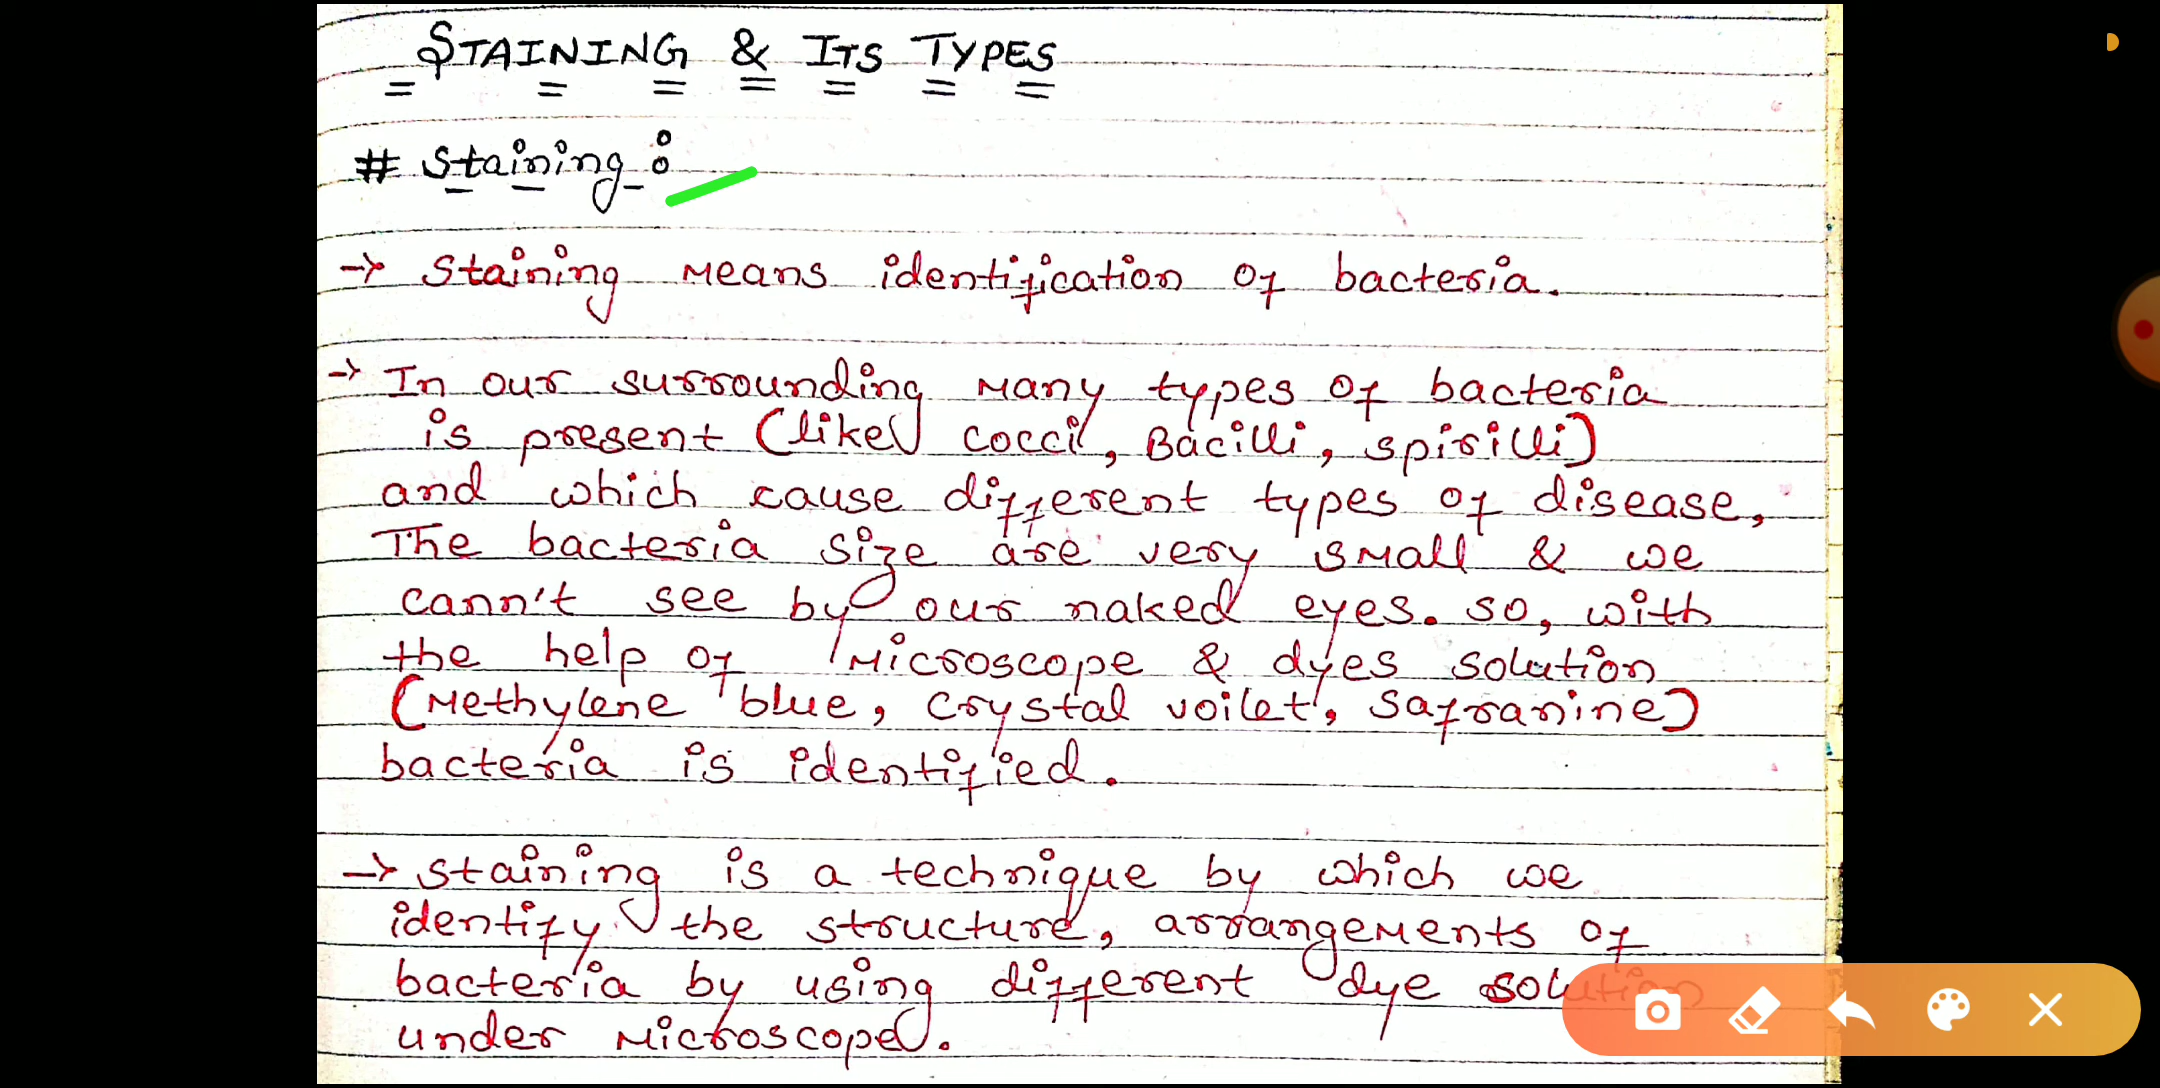 STAINING & ITS TYPES
# Staining :
→ Staining means identification of bacteria.
→ In our surrounding many types of bacteria
is present (like cocci, Bacilli, spirilli)
and which cause different types of disease,
The bacteria size are very small & we
cann't see by our naked eyes. so, with
the help of Microscope & dyes solution
(Methylene blue, crystal voilet, safranine)
bacteria is identified.
→ staining is a technique by which we
identify the structure, arrangements of
bacteria by using different dye solution
under Microscope.